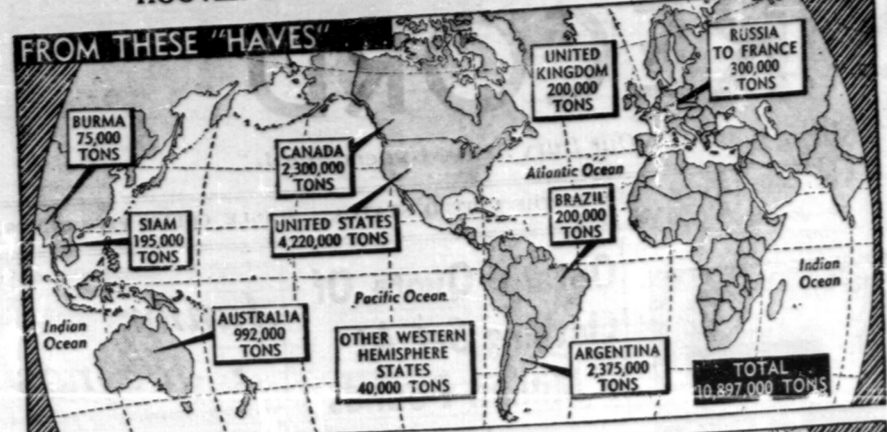 FROM THESE "HAVES"
UNITED
KINGDOM
200,000
TONS
RUSSIA
TO FRANCE
300,000
TONS
BURMA
75,000
TONS
CANADA
2,300,000
TONS
Atlantic Ocean
BRAZIL
200,000
TONS
SIAM
195,000
TONS
UNITED STATES
4,220,000 TONS
Indian
Ocean
Pacific Ocean
Indian
Ocean
AUSTRALIA
992,000
TONS
OTHER WESTERN
HEMISPHERE
STATES
40,000 TONS
ARGENTINA
2,375,000
TONS
TOTAL
10,897,000 TONS